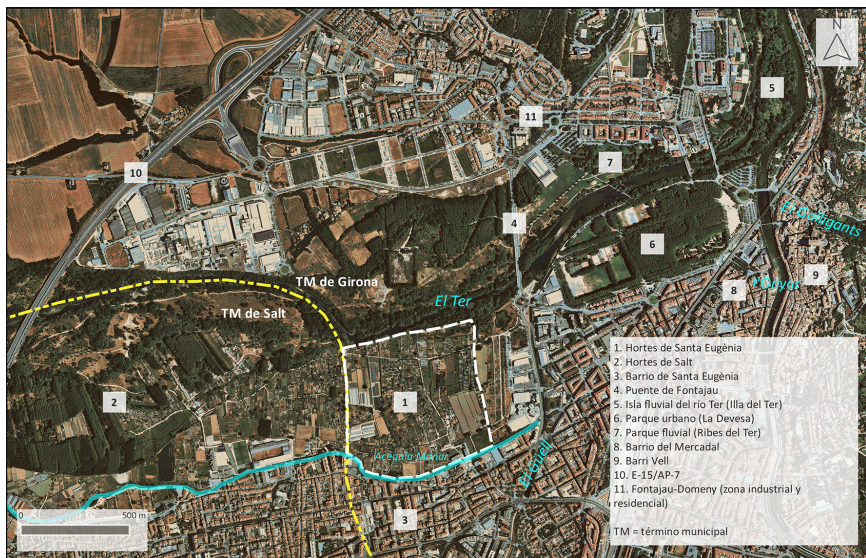 N
5
11
10
7
4
El Galligants
6
9
8
l'Onyar
TM de Girona
El Ter
TM de Salt
1
2
Acequia Monar
El Güell
3
0
500 m
1. Hortes de Santa Eugènia
2. Hortes de Salt
3. Barrio de Santa Eugènia
4. Puente de Fontajau
5. Isla fluvial del río Ter (Illa del Ter)
6. Parque urbano (La Devesa)
7. Parque fluvial (Ribes del Ter)
8. Barrio del Mercadal
9. Barri Vell
10. E-15/AP-7
11. Fontajau-Domeny (zona industrial y
residencial)
TM = término municipal